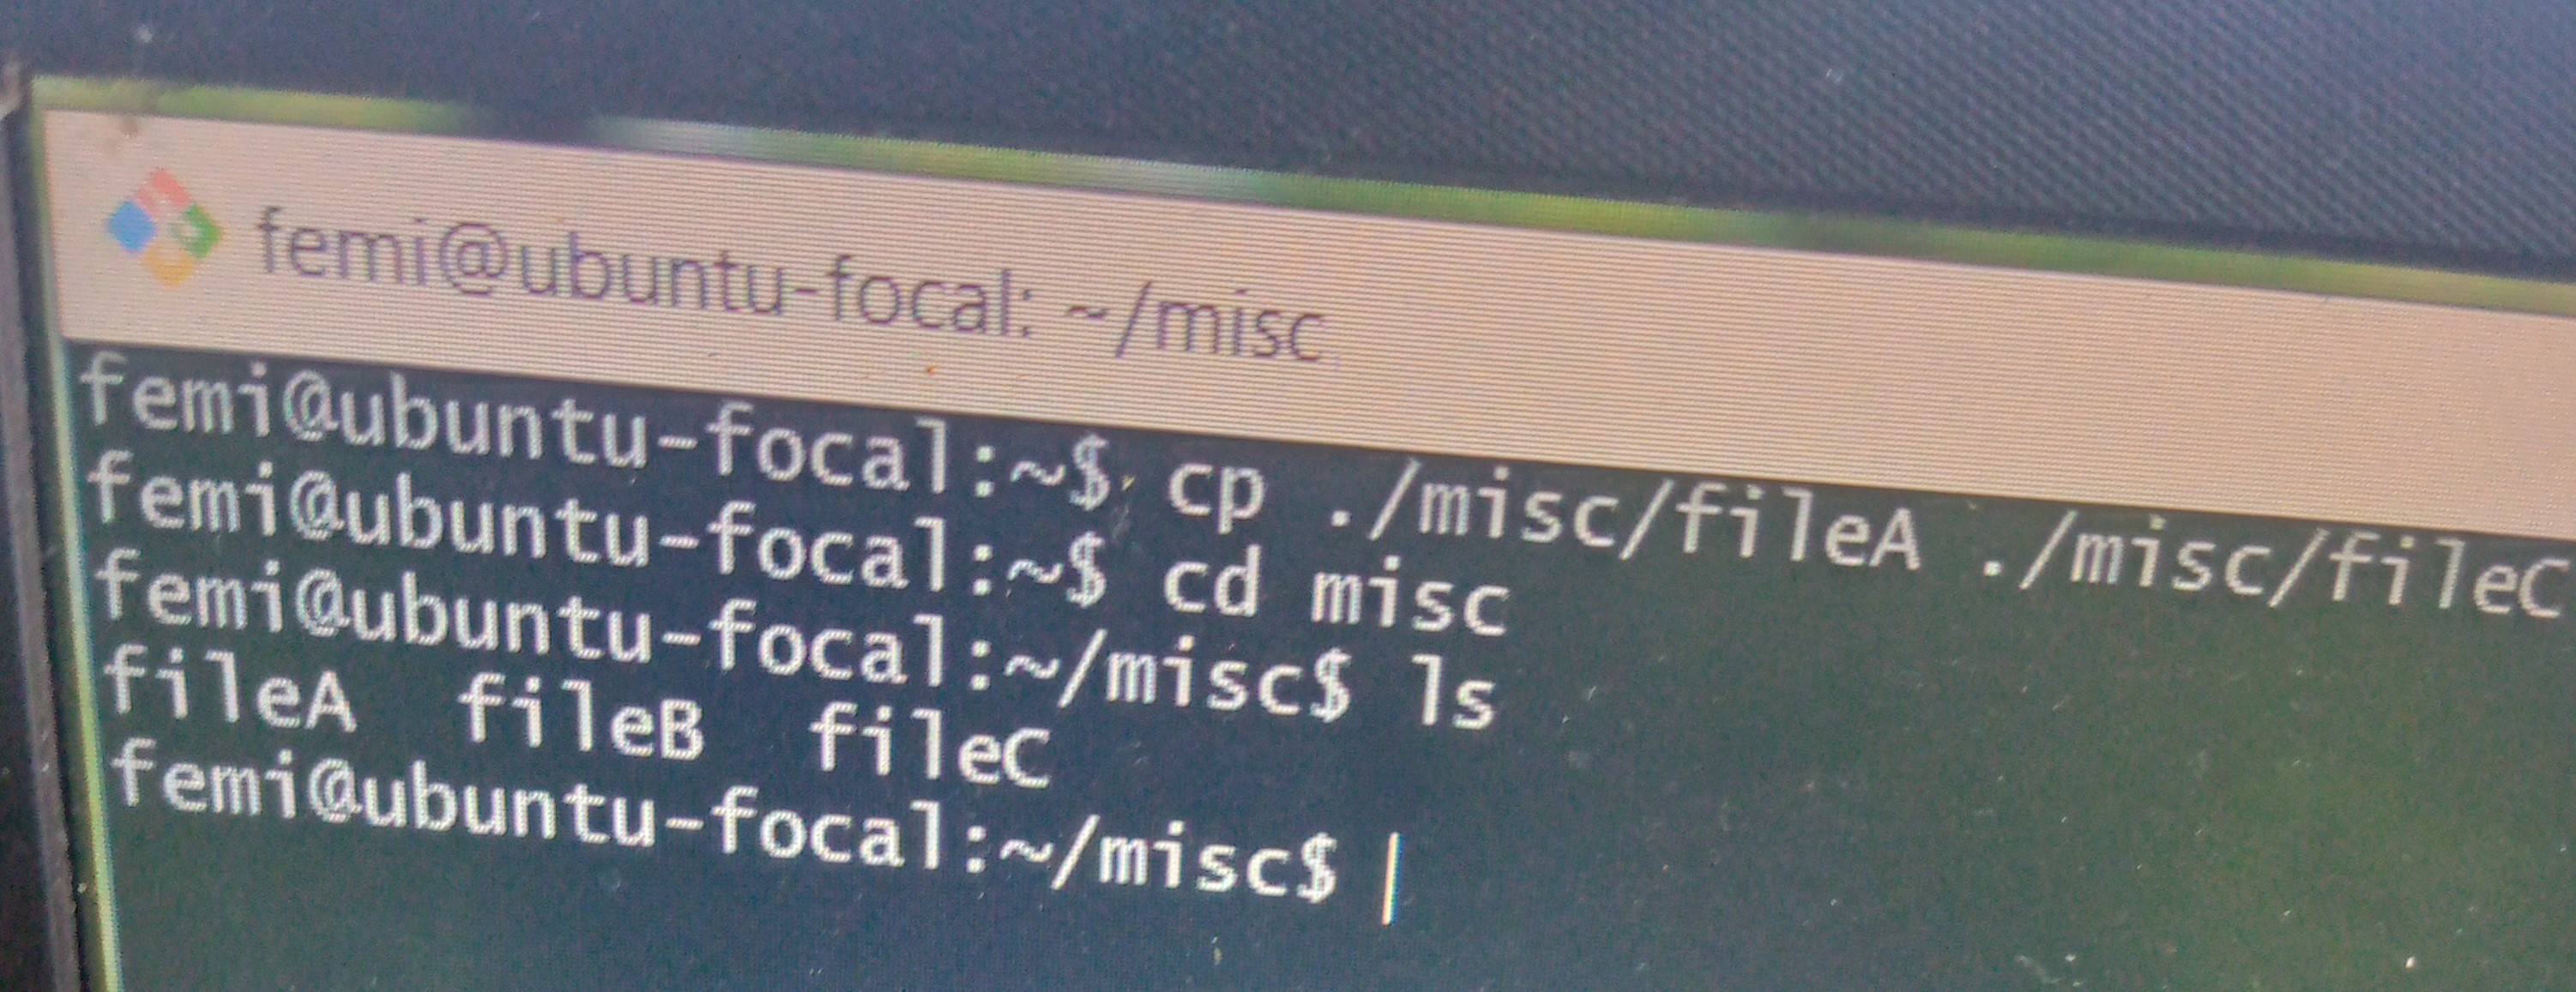 femi@ubuntu-focal: ~/misc
femi@ubuntu-focal:~$ cp ./misc/fileA ./misc/fileC
femi@ubuntu-focal:~$ cd misc
femi@ubuntu-focal:~/misc$ ls
fileA  fileB  fileC
femi@ubuntu-focal:~/misc$